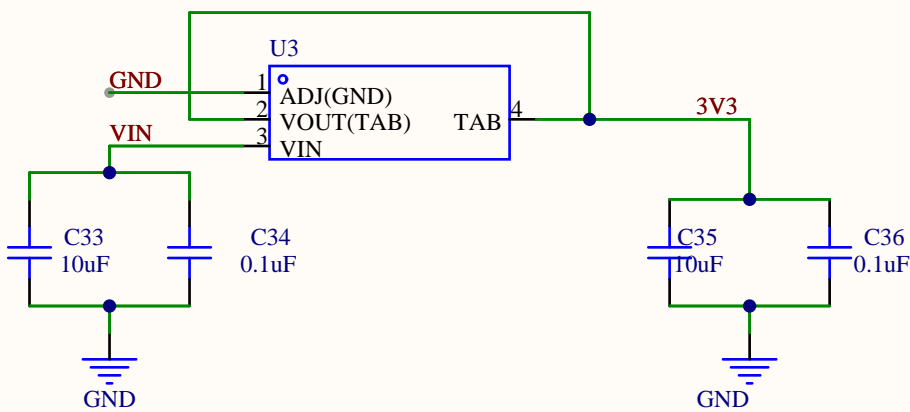 U3
GND
1
ADJ(GND)
2
VOUT(TAB)
TAB
4
3V3
VIN
3
VIN
C33
10uF
C34
0.1uF
C35
10uF
C36
0.1uF
GND
GND